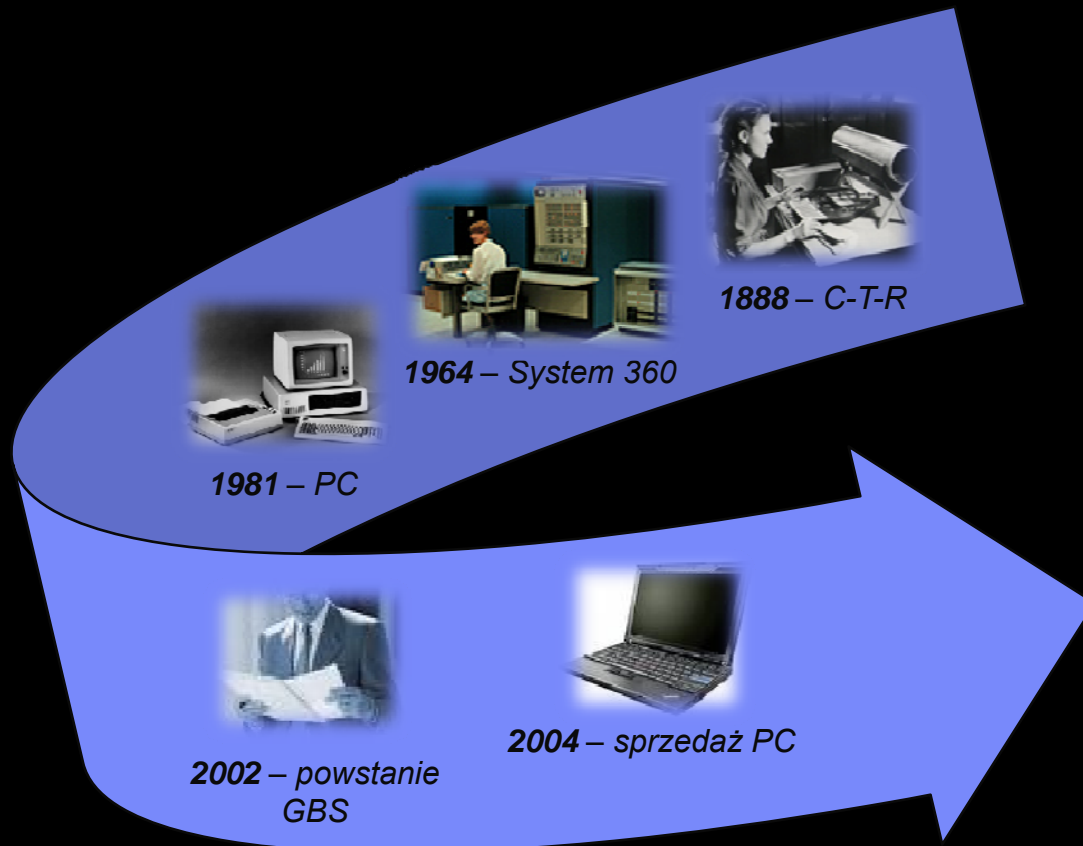 1888 – C-T-R
1964 – System 360
1981 – PC
2002 – powstanie
GBS
2004 – sprzedaż PC